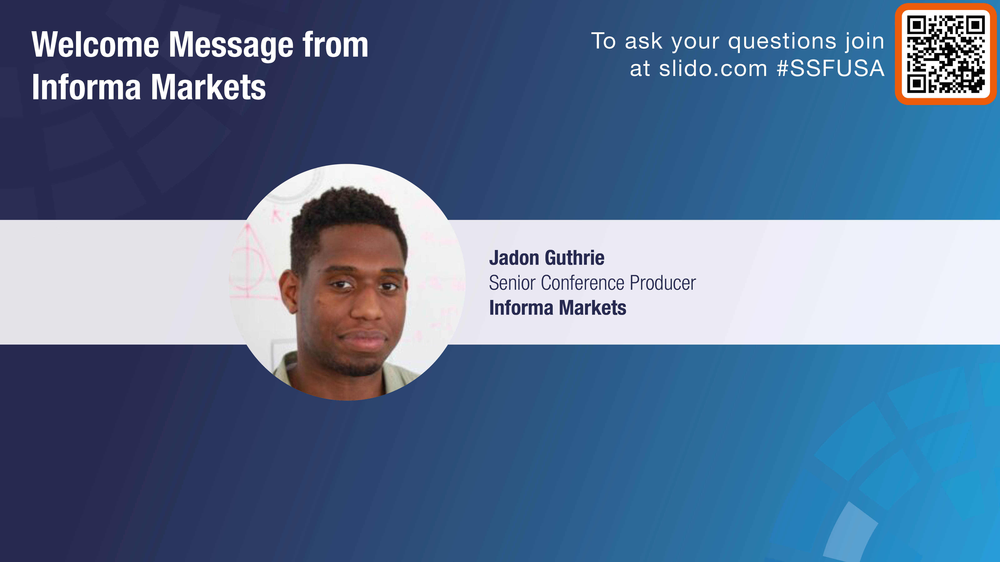 Welcome Message from
Informa Markets
To ask your questions join
at slido.com #SSFUSA
Jadon Guthrie
Senior Conference Producer
Informa Markets